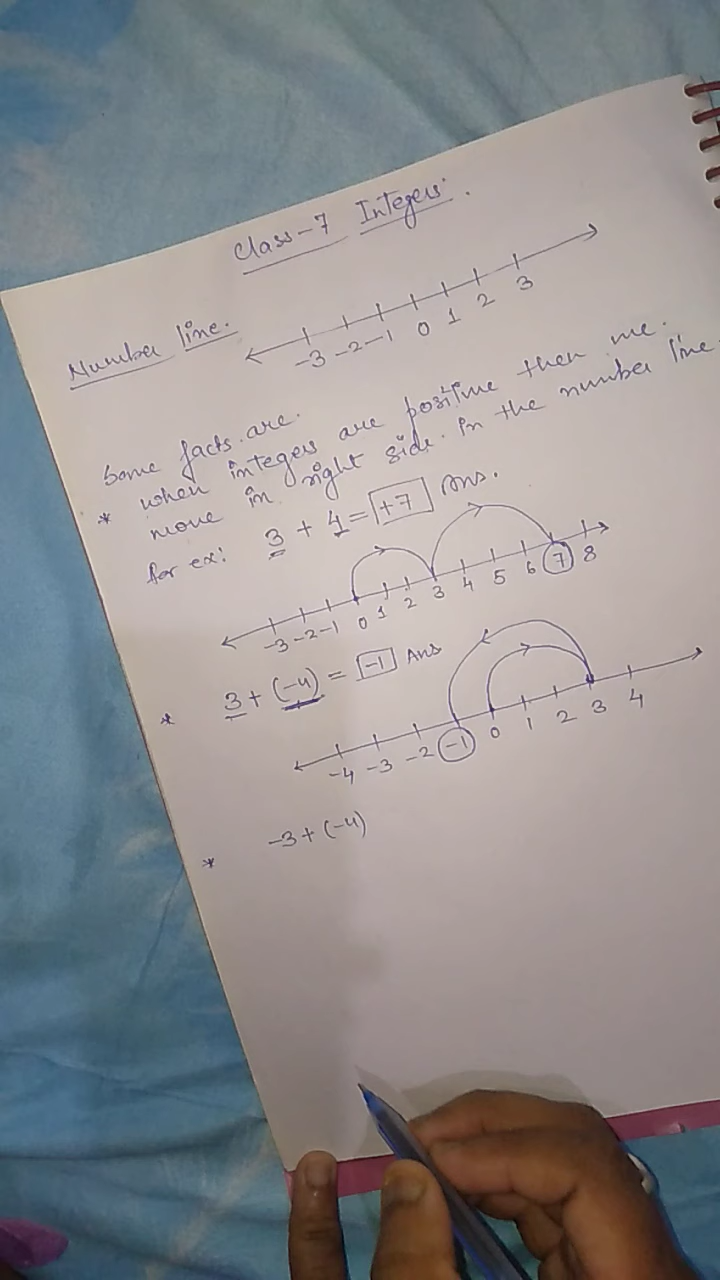 Class-7 Integers.
Number line.
-3 -2 -1 0 1 2 3
Some facts are.
* when integers are positive then we.
move in right side. In the number line.
for ex: 3 + 4 = +7 Ans.
-3 -2 -1 0 1 2 3 4 5 6 7 8
* 3 + (-4) = -1 Ans
-4 -3 -2 -1 0 1 2 3 4
* -3 + (-4)